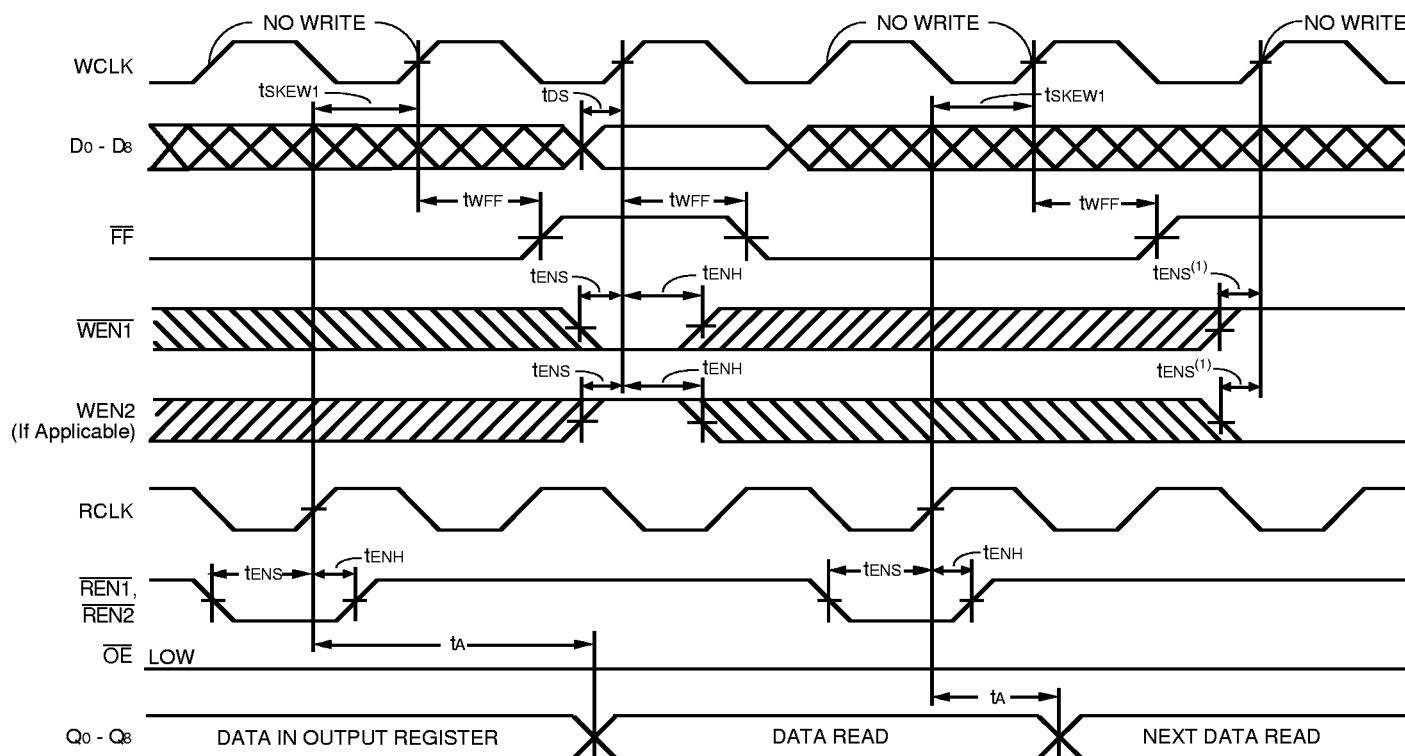 NO WRITE NO WRITE NO WRITE
WCLK
tSKEW1 tDS tSKEW1
D0 - D8
tWFF tWFF tWFF
FF
tENS tENH tENS(1)
WEN1
tENS tENH tENS(1)
WEN2
(If Applicable)
RCLK
tENS tENH tENS tENH
REN1,
REN2
tA
OE LOW
tA
Q0 - Q8 DATA IN OUTPUT REGISTER DATA READ NEXT DATA READ